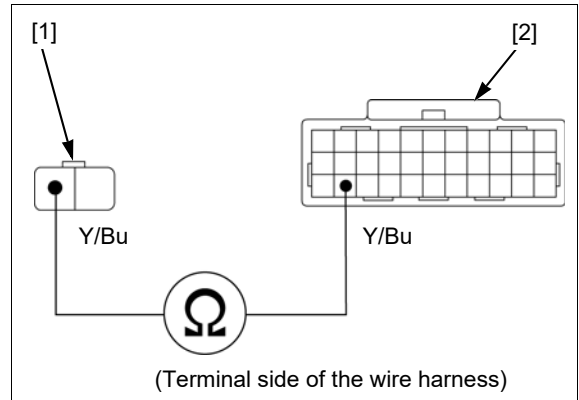 [1] [2]
Y/Bu Y/Bu
Ω
(Terminal side of the wire harness)